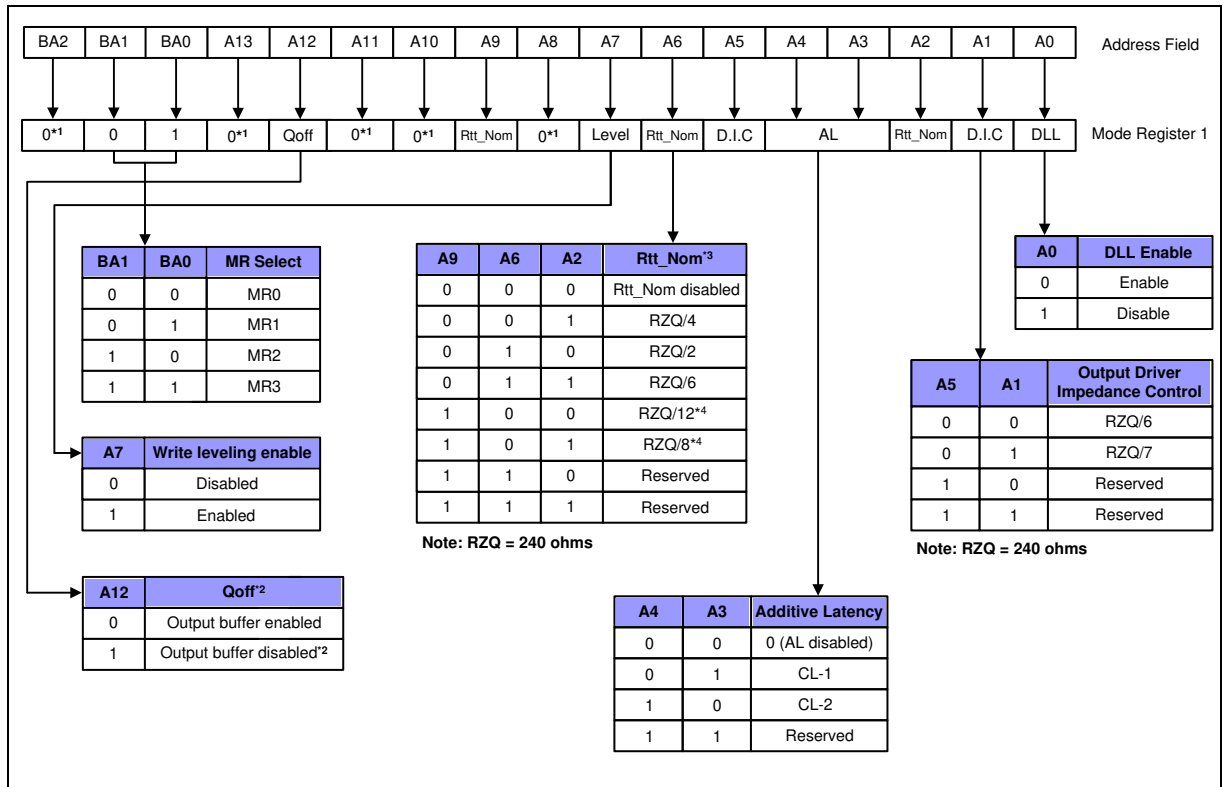 BA2 BA1 BA0 A13 A12 A11 A10 A9 A8 A7 A6 A5 A4 A3 A2 A1 A0 Address Field
0*1 0 1 0*1 Qoff 0*1 0*1 Rtt_Nom 0*1 Level Rtt_Nom D.I.C AL Rtt_Nom D.I.C DLL Mode Register 1
BA1 BA0 MR Select
0 0 MR0
0 1 MR1
1 0 MR2
1 1 MR3
A7 Write leveling enable
0 Disabled
1 Enabled
A12 Qoff*2
0 Output buffer enabled
1 Output buffer disabled*2
A9 A6 A2 Rtt_Nom*3
0 0 0 Rtt_Nom disabled
0 0 1 RZQ/4
0 1 0 RZQ/2
0 1 1 RZQ/6
1 0 0 RZQ/12*4
1 0 1 RZQ/8*4
1 1 0 Reserved
1 1 1 Reserved
Note: RZQ = 240 ohms
A4 A3 Additive Latency
0 0 0 (AL disabled)
0 1 CL-1
1 0 CL-2
1 1 Reserved
A0 DLL Enable
0 Enable
1 Disable
A5 A1 Output Driver
Impedance Control
0 0 RZQ/6
0 1 RZQ/7
1 0 Reserved
1 1 Reserved
Note: RZQ = 240 ohms